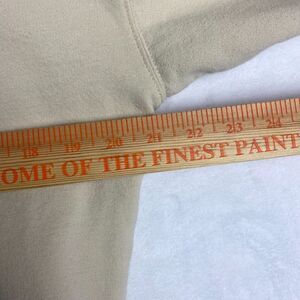 18 19 20 21 22 23 24
OME OF THE FINEST PAINT